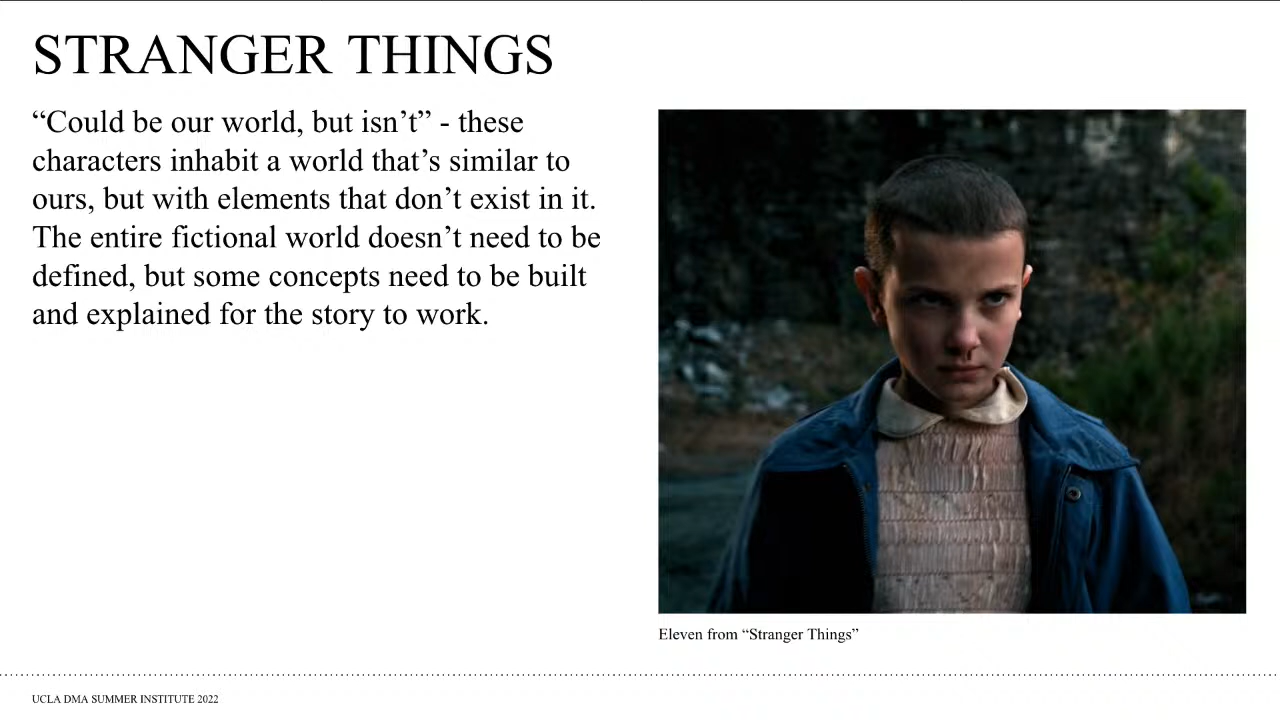 STRANGER THINGS
“Could be our world, but isn’t” - these
characters inhabit a world that’s similar to
ours, but with elements that don’t exist in it.
The entire fictional world doesn’t need to be
defined, but some concepts need to be built
and explained for the story to work.
Eleven from “Stranger Things”
UCLA DMA SUMMER INSTITUTE 2022